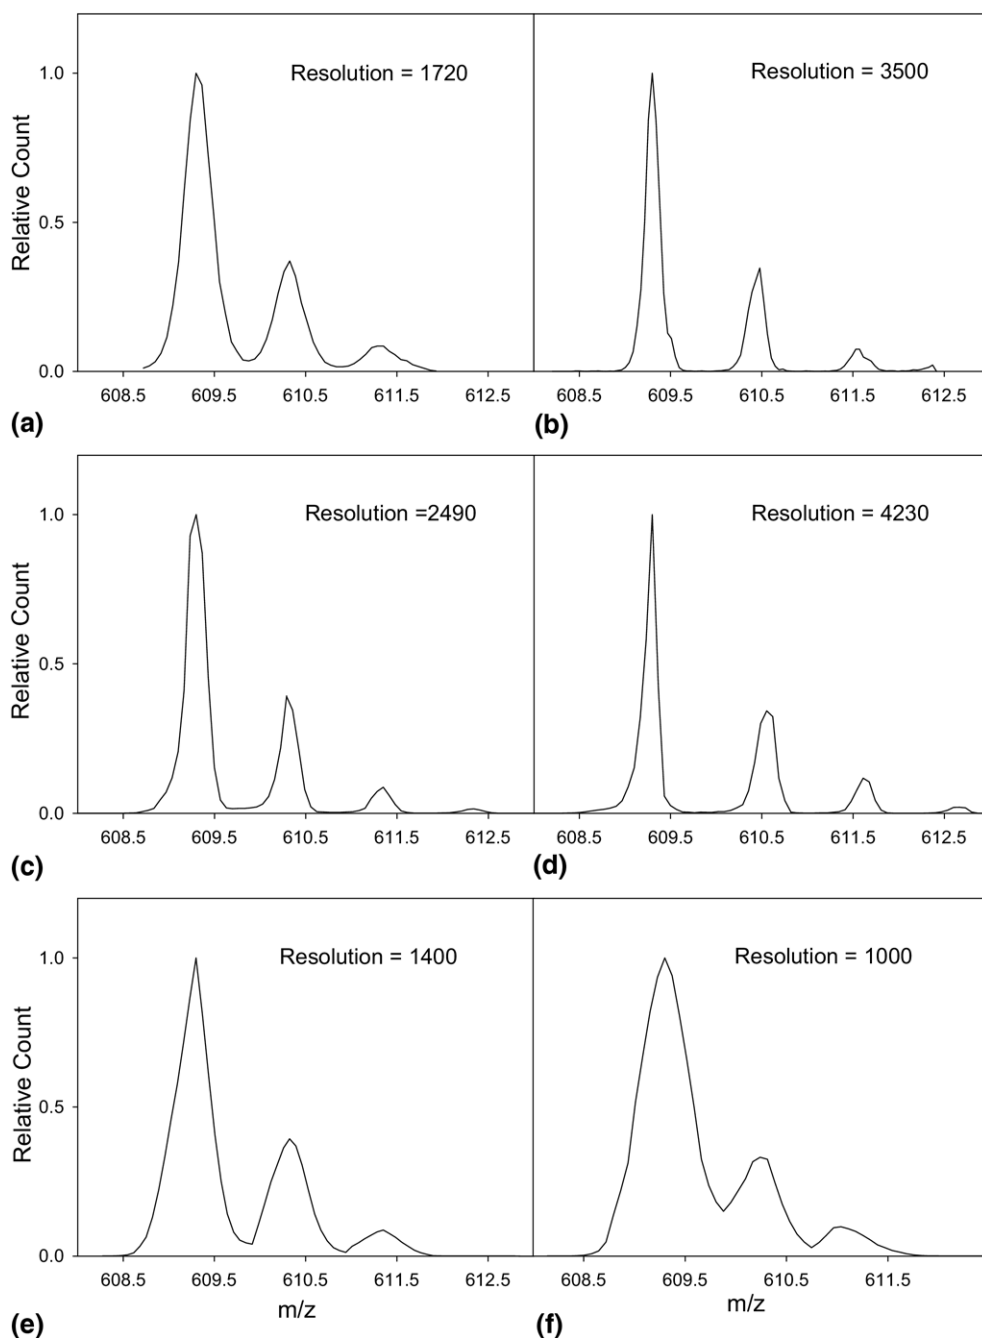 Resolution = 1720
Resolution = 3500
1.0
0.5
0.0
Relative Count
608.5 609.5 610.5 611.5 612.5
608.5 609.5 610.5 611.5 612.5
(a)
(b)
Resolution =2490
Resolution = 4230
1.0
0.5
0.0
Relative Count
608.5 609.5 610.5 611.5 612.5
608.5 609.5 610.5 611.5 612.5
(c)
(d)
Resolution = 1400
Resolution = 1000
1.0
0.5
0.0
Relative Count
608.5 609.5 610.5 611.5 612.5
608.5 609.5 610.5 611.5
m/z
m/z
(e)
(f)